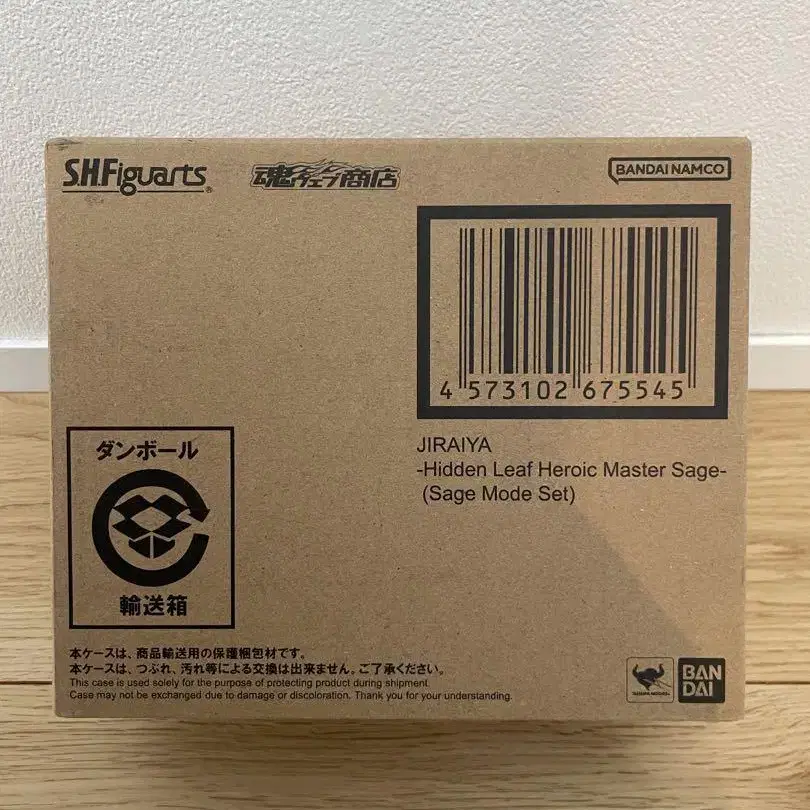 S.H.Figuarts®
魂ウェブ商店
BANDAI NAMCO
4 573102 675545
JIRAIYA
-Hidden Leaf Heroic Master Sage-
(Sage Mode Set)
ダンボール
輸送箱
本ケースは、商品輸送用の保護梱包材です。
本ケースは、つぶれ、汚れ等による交換は出来ません。ご了承ください。
This case is used solely for the purpose of protecting product during shipment.
Case may not be exchanged due to damage or discoloration. Thank you for your understanding.
TAMASHII NATIONS
BAN
DAI